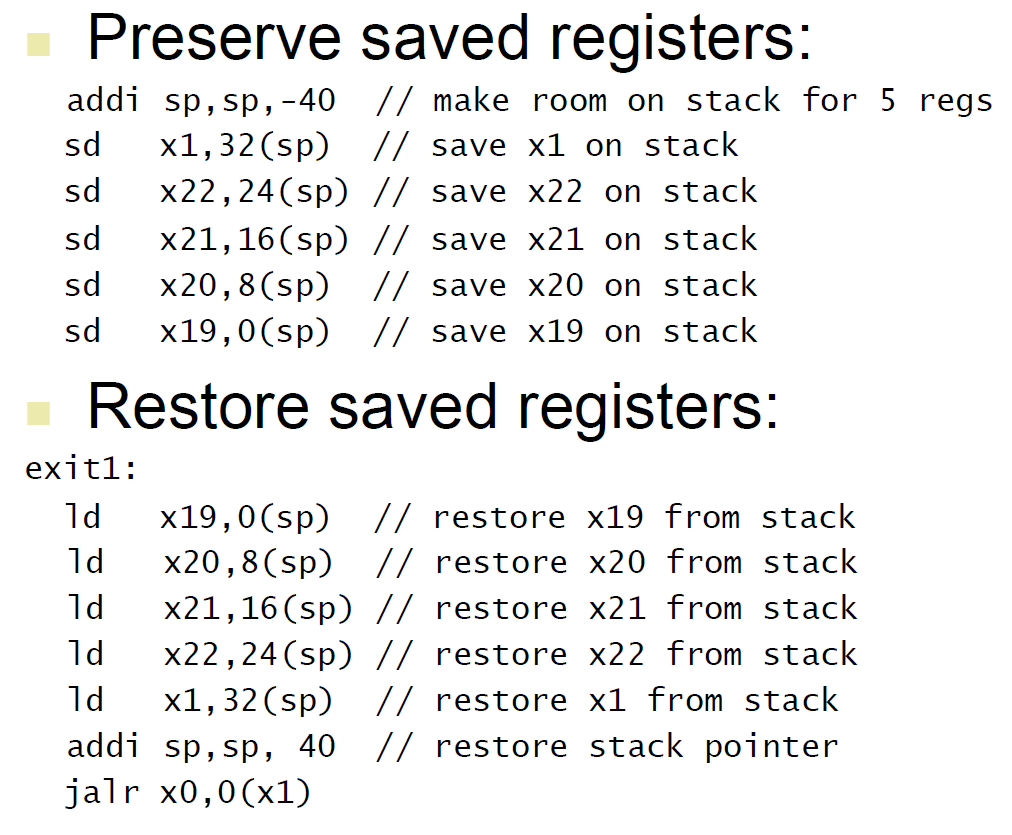 Preserve saved registers:
addi sp,sp,-40 // make room on stack for 5 regs
sd x1,32(sp) // save x1 on stack
sd x22,24(sp) // save x22 on stack
sd x21,16(sp) // save x21 on stack
sd x20,8(sp) // save x20 on stack
sd x19,0(sp) // save x19 on stack
Restore saved registers:
exit1:
ld x19,0(sp) // restore x19 from stack
ld x20,8(sp) // restore x20 from stack
ld x21,16(sp) // restore x21 from stack
ld x22,24(sp) // restore x22 from stack
ld x1,32(sp) // restore x1 from stack
addi sp,sp, 40 // restore stack pointer
jalr x0,0(x1)